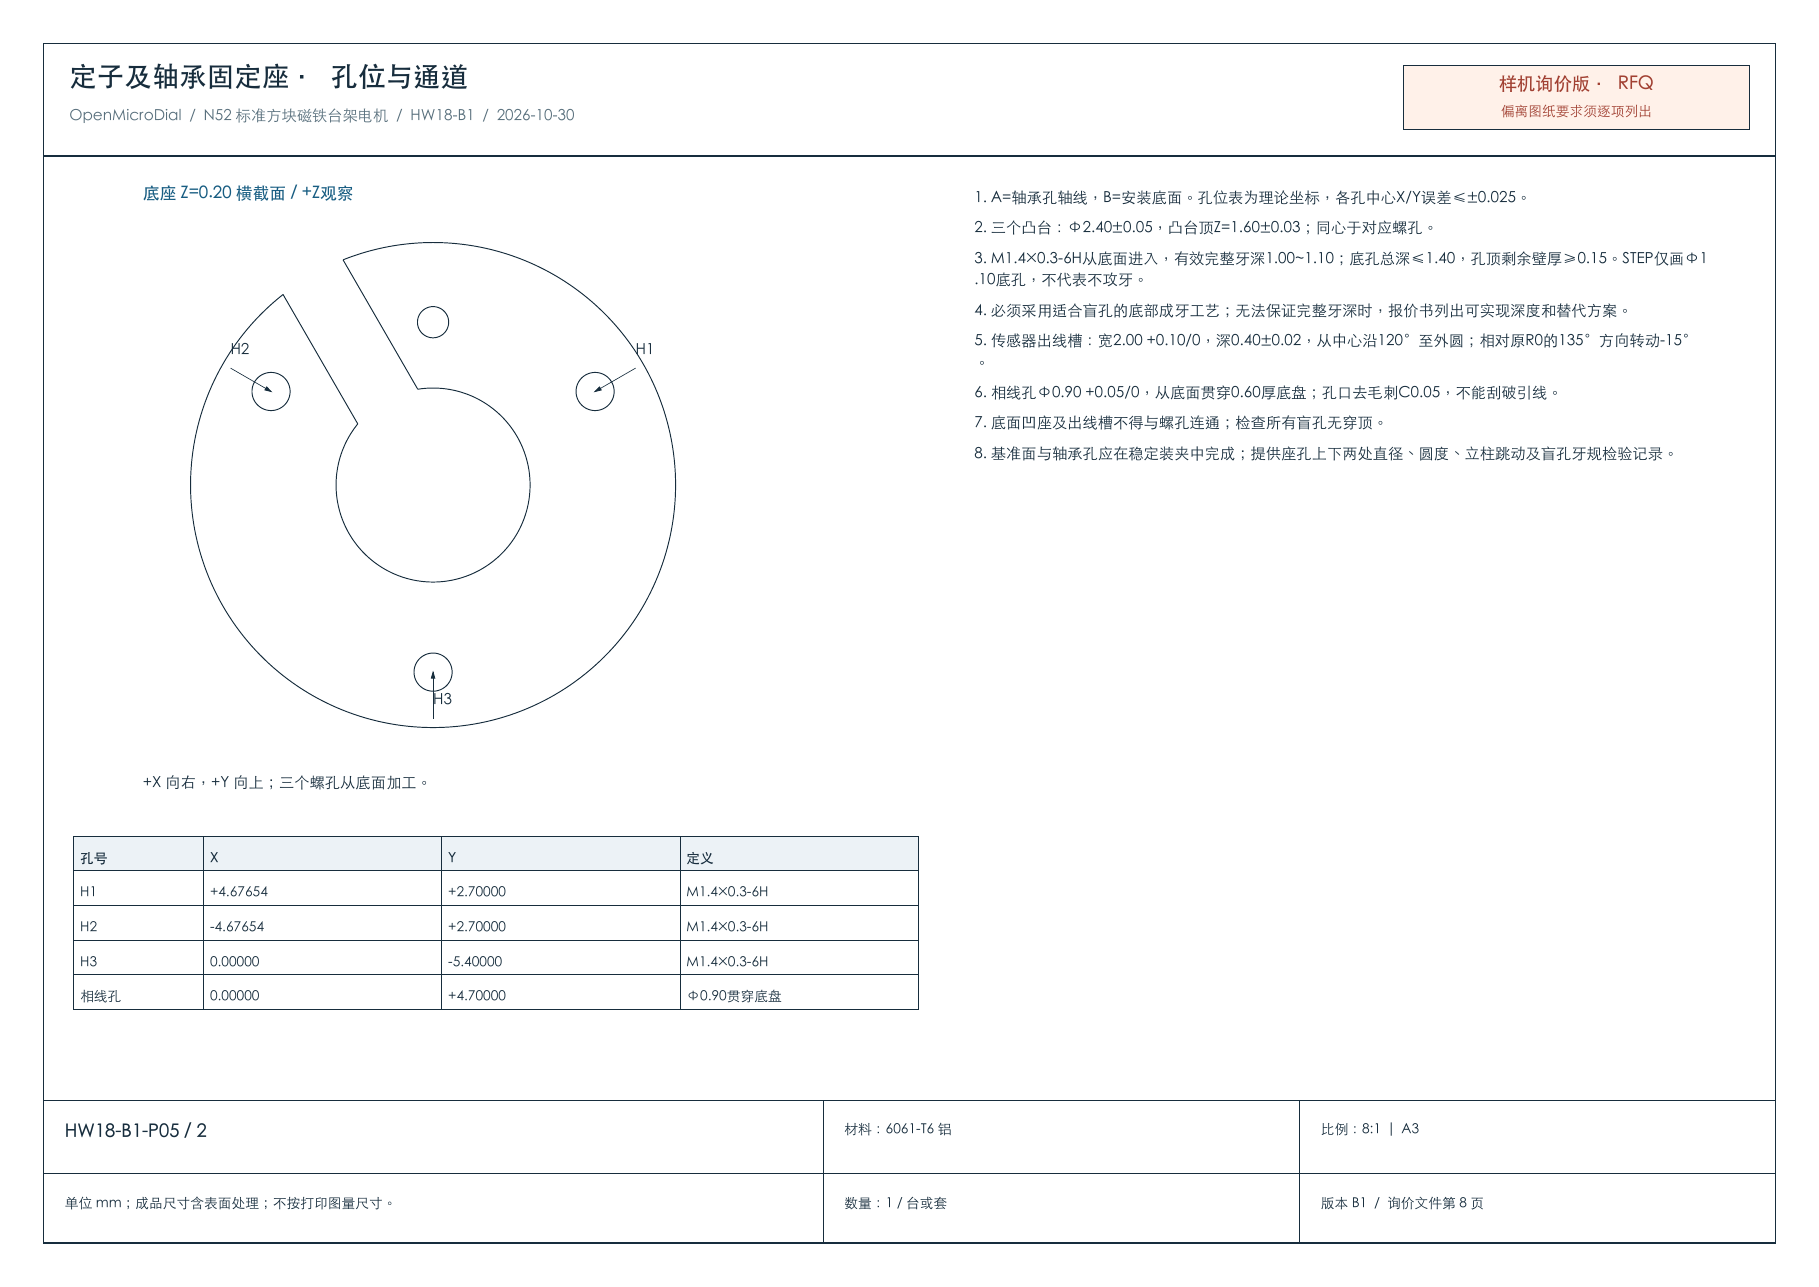 定子及轴承固定座 · 孔位与通道
OpenMicroDial / N52 标准方块磁铁台架电机 / HW18-B1 / 2026-10-30
样机询价版 · RFQ
偏离图纸要求须逐项列出
底座 Z=0.20 横截面 / +Z观察
H2
H1
H3
+X 向右，+Y 向上；三个螺孔从底面加工。
1. A=轴承孔轴线，B=安装底面。孔位表为理论坐标，各孔中心X/Y误差≤±0.025。
2. 三个凸台：Φ2.40±0.05，凸台顶Z=1.60±0.03；同心于对应螺孔。
3. M1.4×0.3-6H从底面进入，有效完整牙深1.00~1.10；底孔总深≤1.40，孔顶剩余壁厚≥0.15。STEP仅画Φ1
.10底孔，不代表不攻牙。
4. 必须采用适合盲孔的底部成牙工艺；无法保证完整牙深时，报价书列出可实现深度和替代方案。
5. 传感器出线槽：宽2.00 +0.10/0，深0.40±0.02，从中心沿120° 至外圆；相对原R0的135° 方向转动-15°
。
6. 相线孔Φ0.90 +0.05/0，从底面贯穿0.60厚底盘；孔口去毛刺C0.05，不能刮破引线。
7. 底面凹座及出线槽不得与螺孔连通；检查所有盲孔无穿顶。
8. 基准面与轴承孔应在稳定装夹中完成；提供座孔上下两处直径、圆度、立柱跳动及盲孔牙规检验记录。
孔号 X Y 定义
H1 +4.67654 +2.70000 M1.4×0.3-6H
H2 -4.67654 +2.70000 M1.4×0.3-6H
H3 0.00000 -5.40000 M1.4×0.3-6H
相线孔 0.00000 +4.70000 Φ0.90贯穿底盘
HW18-B1-P05 / 2
材料：6061-T6 铝
比例：8:1 | A3
单位 mm；成品尺寸含表面处理；不按打印图量尺寸。
数量：1 / 台或套
版本 B1 / 询价文件第 8 页